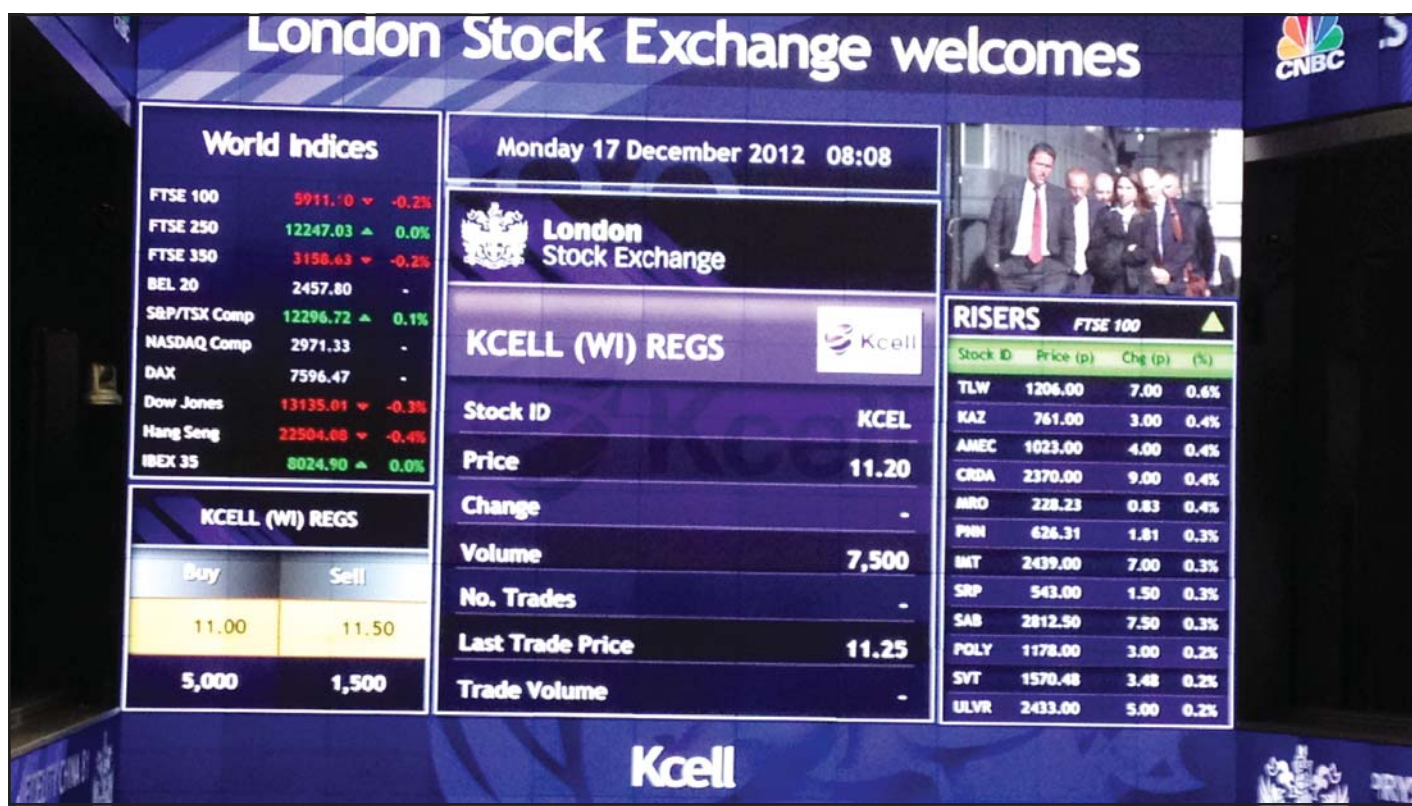 London Stock Exchange welcomes
CNBC
World Indices
FTSE 100 5911.10 ▼ -0.2%
FTSE 250 12247.03 ▲ 0.0%
FTSE 350 3158.63 ▼ -0.2%
BEL 20 2457.80 -
S&P/TSX Comp 12296.72 ▲ 0.1%
NASDAQ Comp 2971.33 -
DAX 7596.47 -
Dow Jones 13135.01 ▼ -0.3%
Hang Seng 22504.08 ▼ -0.4%
IBEX 35 8024.90 ▲ 0.0%
KCELL (WI) REGS
Buy Sell
11.00 11.50
5,000 1,500
Monday 17 December 2012 08:08
London
Stock Exchange
KCELL (WI) REGS Kcell
Stock ID KCEL
Price 11.20
Change -
Volume 7,500
No. Trades -
Last Trade Price 11.25
Trade Volume -
RISERS FTSE 100 ▲
Stock ID Price (p) Chg (p) (%)
TLW 1206.00 7.00 0.6%
KAZ 761.00 3.00 0.4%
AMEC 1023.00 4.00 0.4%
CRDA 2370.00 9.00 0.4%
MRO 228.23 0.83 0.4%
PNN 626.31 1.81 0.3%
IMT 2439.00 7.00 0.3%
SRP 543.00 1.50 0.3%
SAB 2812.50 7.50 0.3%
POLY 1178.00 3.00 0.2%
SVT 1570.48 3.48 0.2%
ULVR 2433.00 5.00 0.2%
Kcell